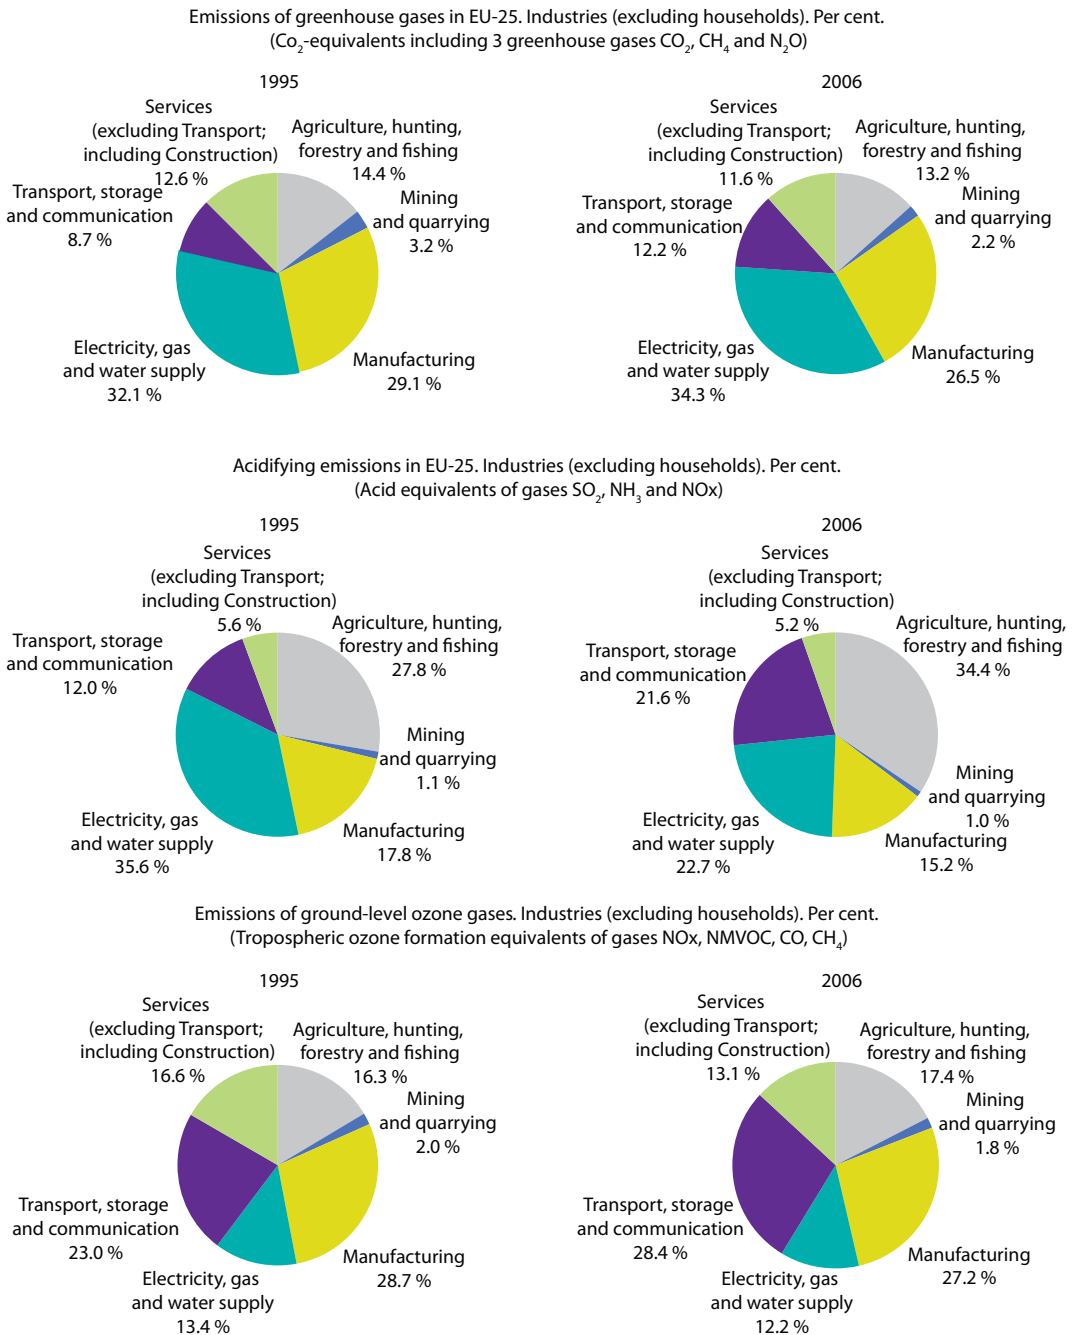 Emissions of greenhouse gases in EU-25. Industries (excluding households). Per cent.
(Co₂-equivalents including 3 greenhouse gases CO₂, CH₄ and N₂O)
1995
Services
(excluding Transport;
including Construction)
12.6 %
Agriculture, hunting,
forestry and fishing
14.4 %
Mining
and quarrying
3.2 %
Transport, storage
and communication
8.7 %
Electricity, gas
and water supply
32.1 %
Manufacturing
29.1 %
2006
Services
(excluding Transport;
including Construction)
11.6 %
Agriculture, hunting,
forestry and fishing
13.2 %
Mining
and quarrying
2.2 %
Transport, storage
and communication
12.2 %
Electricity, gas
and water supply
34.3 %
Manufacturing
26.5 %
Acidifying emissions in EU-25. Industries (excluding households). Per cent.
(Acid equivalents of gases SO₂, NH₃ and NOx)
1995
Services
(excluding Transport;
including Construction)
5.6 %
Agriculture, hunting,
forestry and fishing
27.8 %
Transport, storage
and communication
12.0 %
Mining
and quarrying
1.1 %
Electricity, gas
and water supply
35.6 %
Manufacturing
17.8 %
2006
Services
(excluding Transport;
including Construction)
5.2 %
Agriculture, hunting,
forestry and fishing
34.4 %
Transport, storage
and communication
21.6 %
Mining
and quarrying
1.0 %
Electricity, gas
and water supply
22.7 %
Manufacturing
15.2 %
Emissions of ground-level ozone gases. Industries (excluding households). Per cent.
(Tropospheric ozone formation equivalents of gases NOx, NMVOC, CO, CH₄)
1995
Services
(excluding Transport;
including Construction)
16.6 %
Agriculture, hunting,
forestry and fishing
16.3 %
Mining
and quarrying
2.0 %
Transport, storage
and communication
23.0 %
Manufacturing
28.7 %
Electricity, gas
and water supply
13.4 %
2006
Services
(excluding Transport;
including Construction)
13.1 %
Agriculture, hunting,
forestry and fishing
17.4 %
Mining
and quarrying
1.8 %
Transport, storage
and communication
28.4 %
Manufacturing
27.2 %
Electricity, gas
and water supply
12.2 %